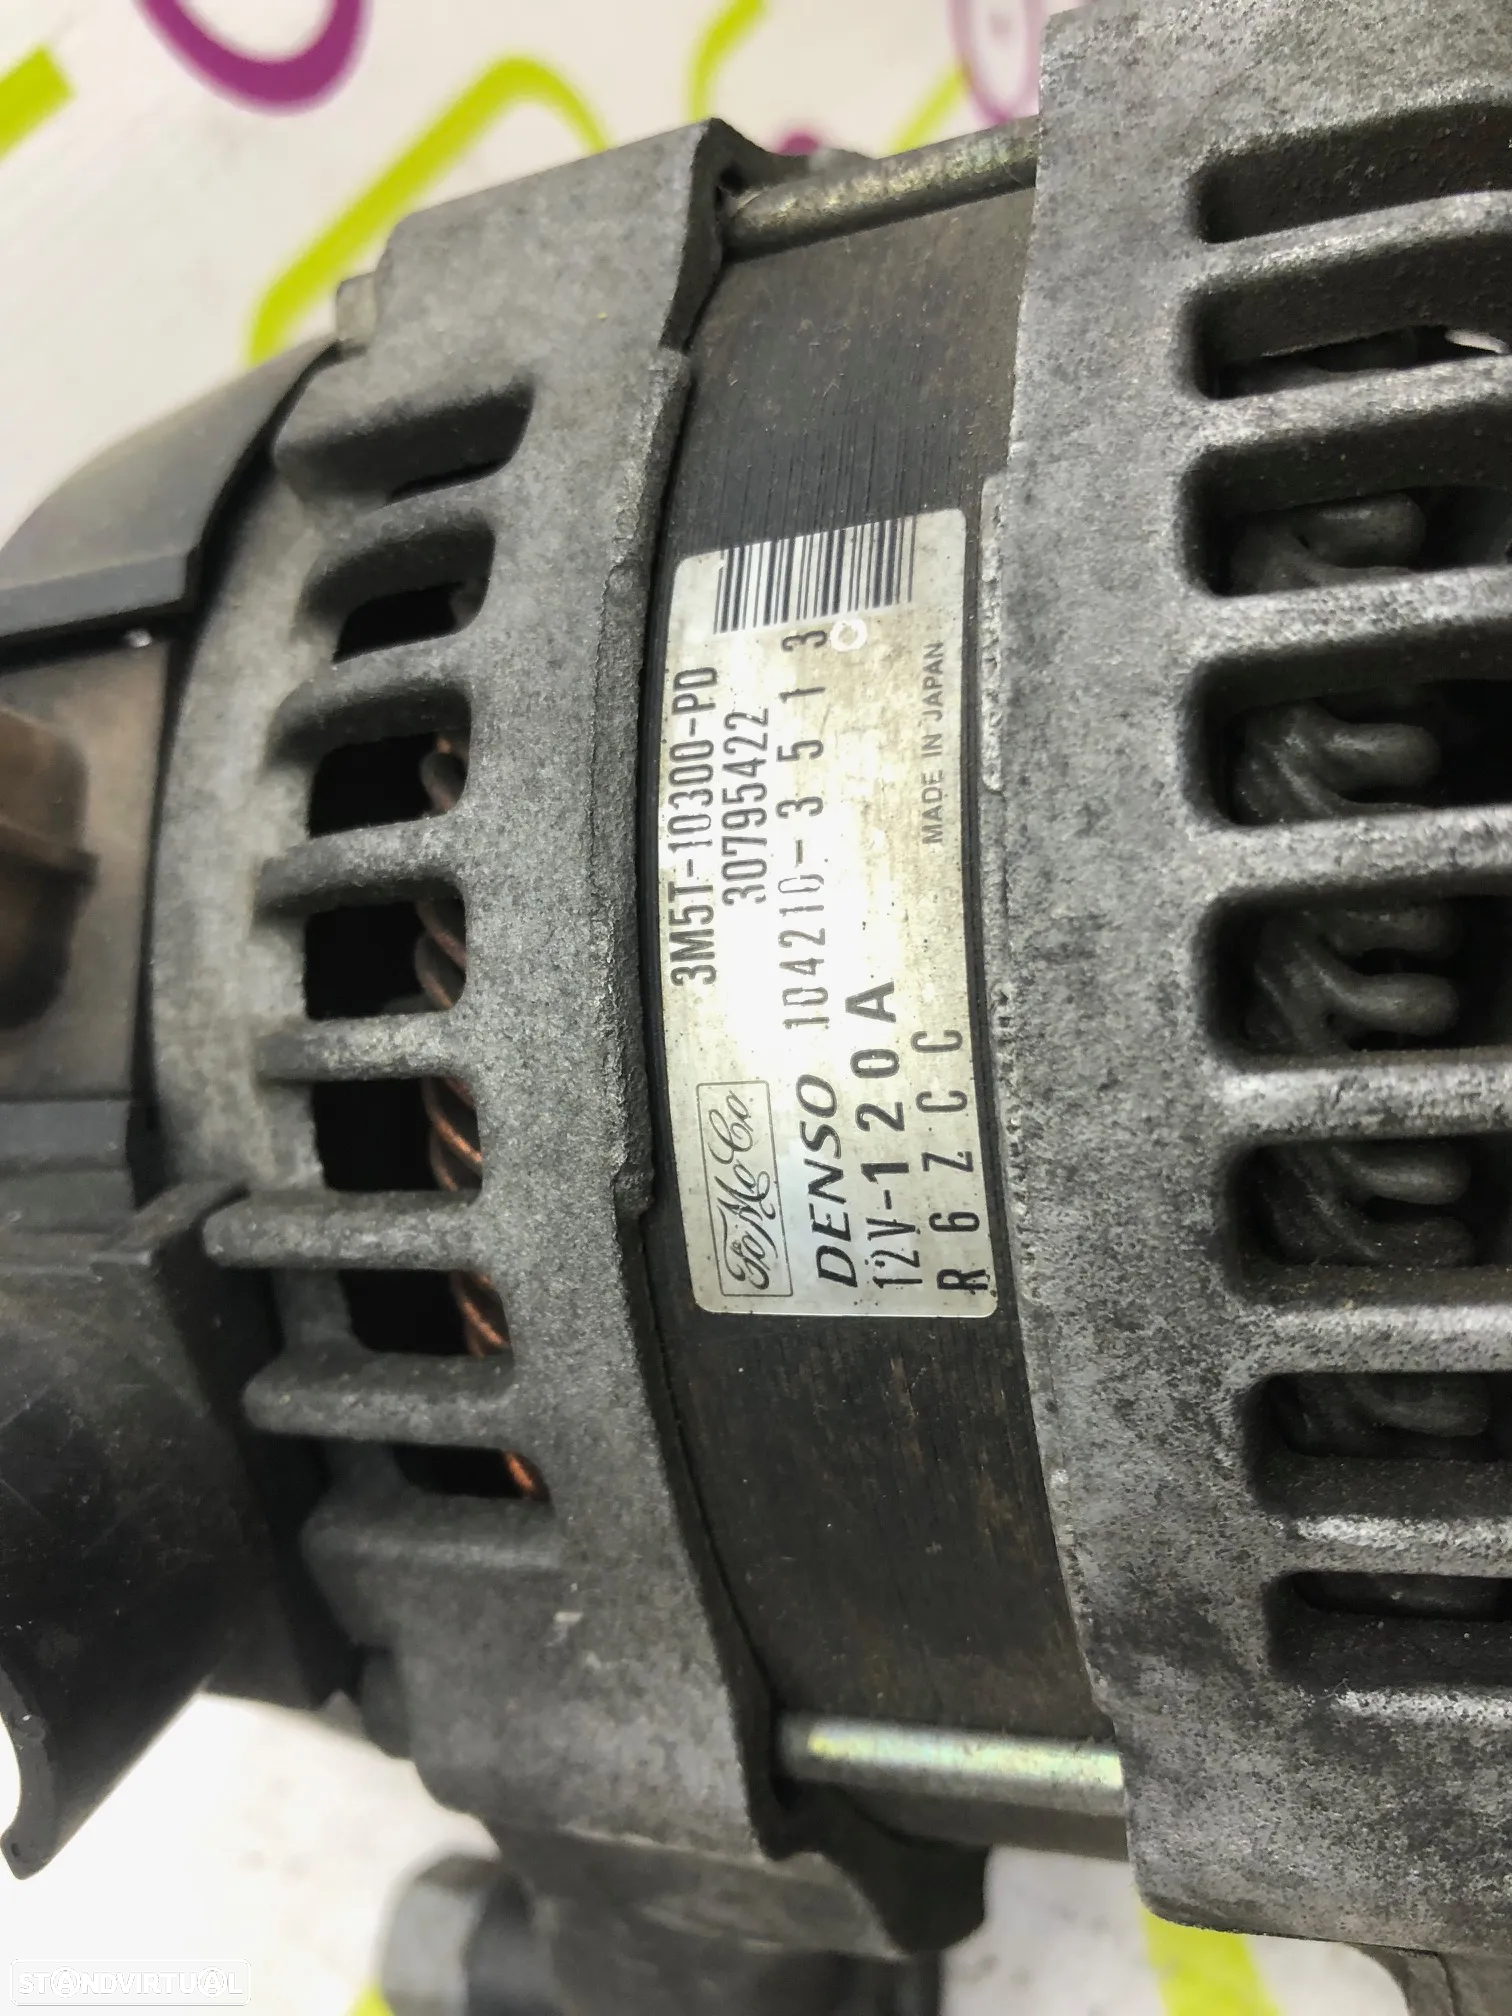 3M5T-10300-PD
30795422
FoMoCo
DENSO 104210-3513
12V-120A
R6ZCC
MADE IN JAPAN
STANDVIRTUAL